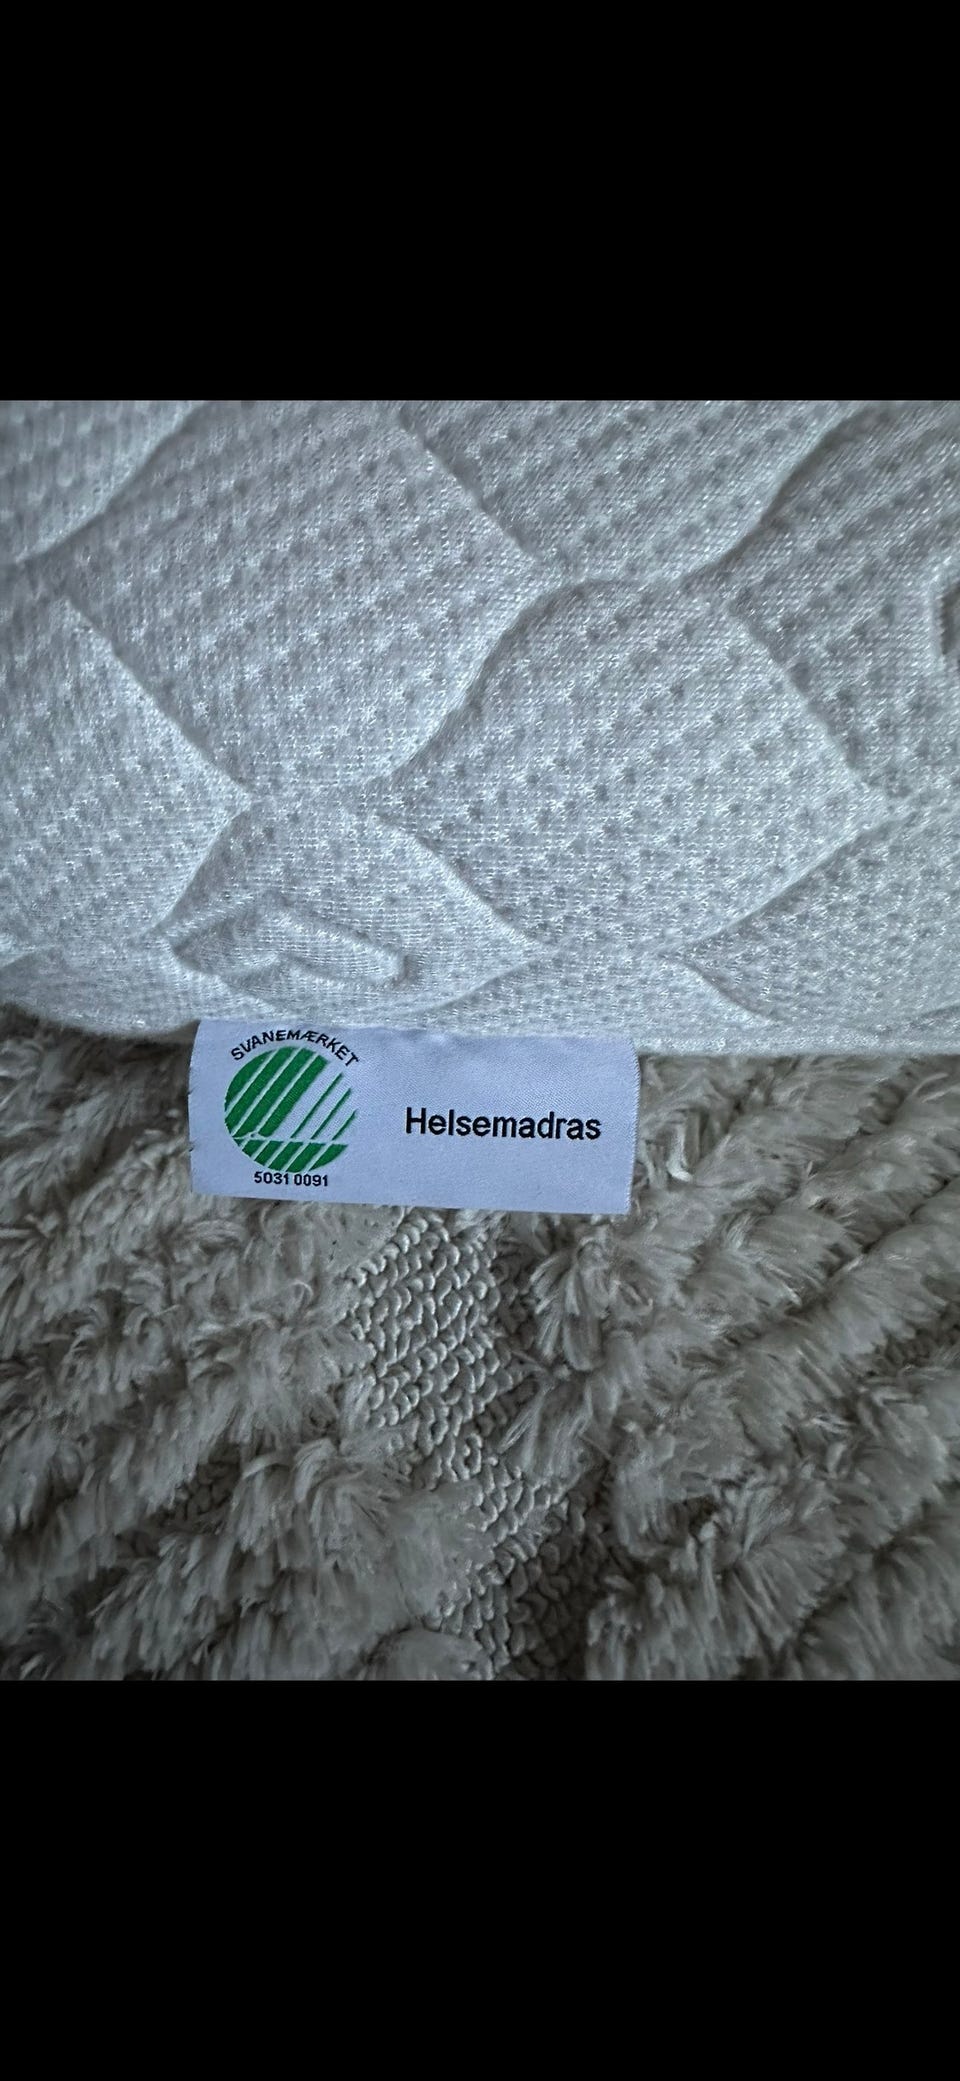 SVANEMÆRKET
Helsemadras
5031 0091